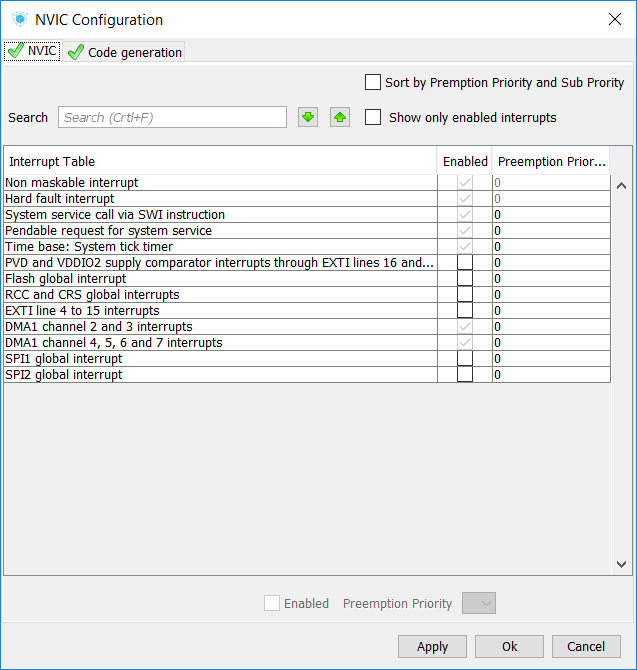 NVIC Configuration
NVIC Code generation
Sort by Premption Priority and Sub Prority
Search Search (Crtl+F) Show only enabled interrupts
Interrupt Table Enabled Preemption Prior...
Non maskable interrupt 0
Hard fault interrupt 0
System service call via SWI instruction 0
Pendable request for system service 0
Time base: System tick timer 0
PVD and VDDIO2 supply comparator interrupts through EXTI lines 16 and... 0
Flash global interrupt 0
RCC and CRS global interrupts 0
EXTI line 4 to 15 interrupts 0
DMA1 channel 2 and 3 interrupts 0
DMA1 channel 4, 5, 6 and 7 interrupts 0
SPI1 global interrupt 0
SPI2 global interrupt 0
Enabled Preemption Priority
Apply Ok Cancel